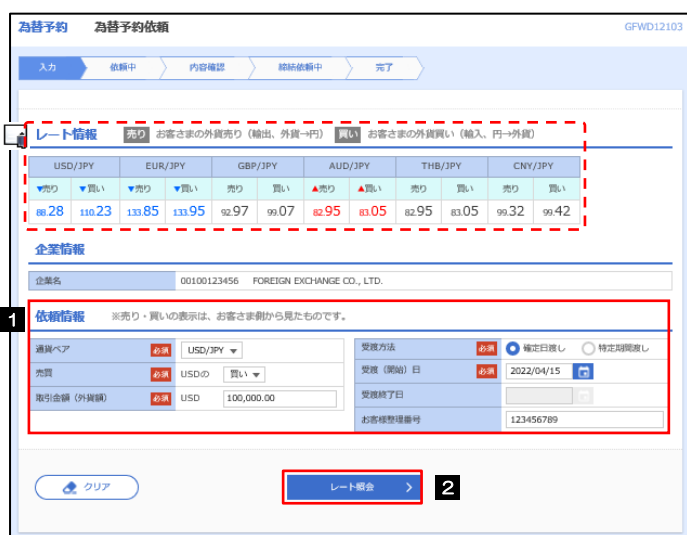 為替予約 為替予約依頼 GFWD12103
入力 依頼中 内容確認 締結依頼中 完了
レート情報 売り お客さまの外貨売り（輸出、外貨→円） 買い お客さまの外貨買い（輸入、円→外貨）
USD/JPY EUR/JPY GBP/JPY AUD/JPY THB/JPY CNY/JPY
▼売り ▼買い ▼売り ▼買い 売り 買い ▲売り ▲買い 売り 買い 売り 買い
88.28 110.23 133.85 133.95 92.97 99.07 82.95 83.05 82.95 83.05 99.32 99.42
企業情報
企業名 00100123456 FOREIGN EXCHANGE CO., LTD.
1
依頼情報 ※売り・買いの表示は、お客さま側から見たものです。
通貨ペア 必須 USD/JPY
売買 必須 USDの 買い
取引金額（外貨額） 必須 USD 100,000.00
受渡方法 必須 確定日渡し 特定期間渡し
受渡（開始）日 必須 2022/04/15
受渡終了日
お客様整理番号 123456789
クリア レート照会 2